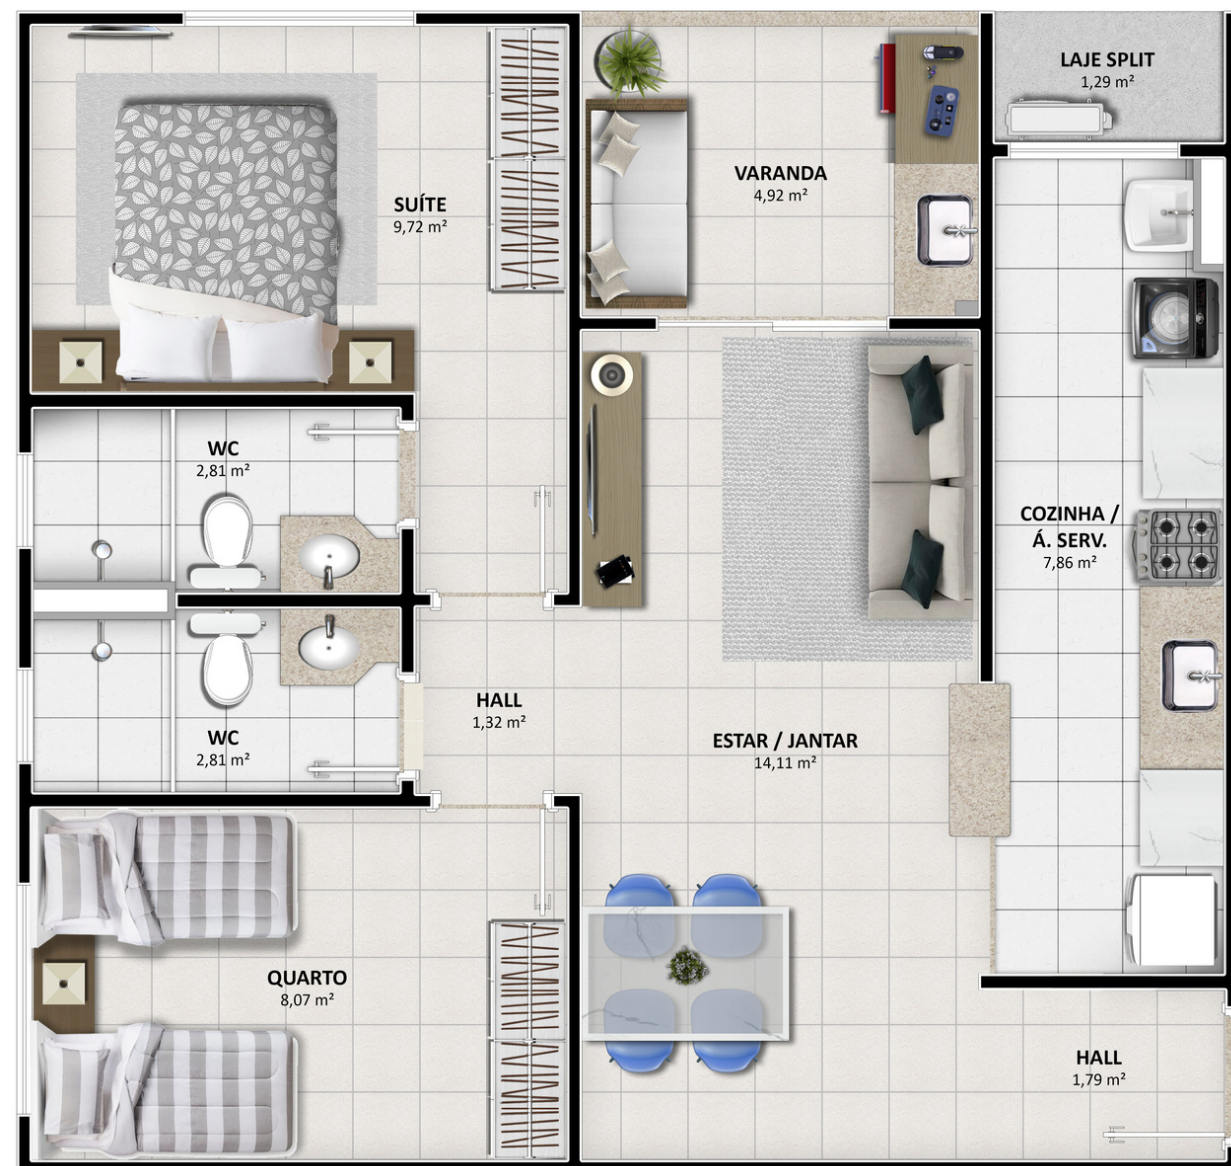 LAJE SPLIT
1,29 m²
VARANDA
4,92 m²
SUÍTE
9,72 m²
WC
2,81 m²
COZINHA /
Á. SERV.
7,86 m²
HALL
1,32 m²
ESTAR / JANTAR
14,11 m²
WC
2,81 m²
QUARTO
8,07 m²
HALL
1,79 m²